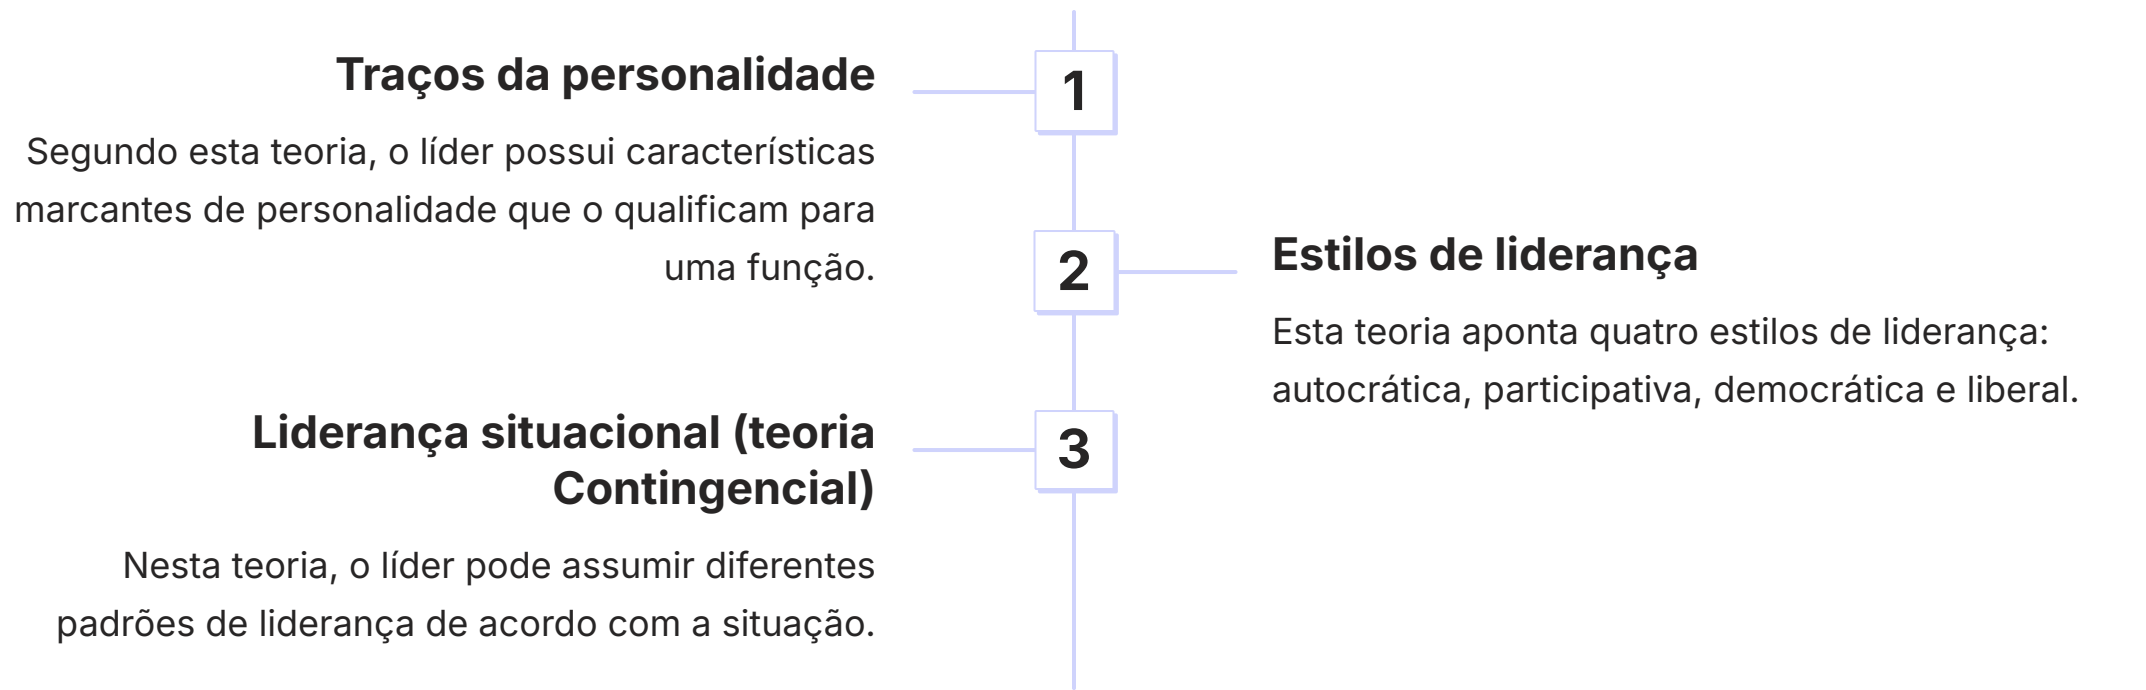 Traços da personalidade
1
Segundo esta teoria, o líder possui características
marcantes de personalidade que o qualificam para
uma função.
2
Estilos de liderança
Esta teoria aponta quatro estilos de liderança:
autocrática, participativa, democrática e liberal.
Liderança situacional (teoria
Contingencial)
3
Nesta teoria, o líder pode assumir diferentes
padrões de liderança de acordo com a situação.